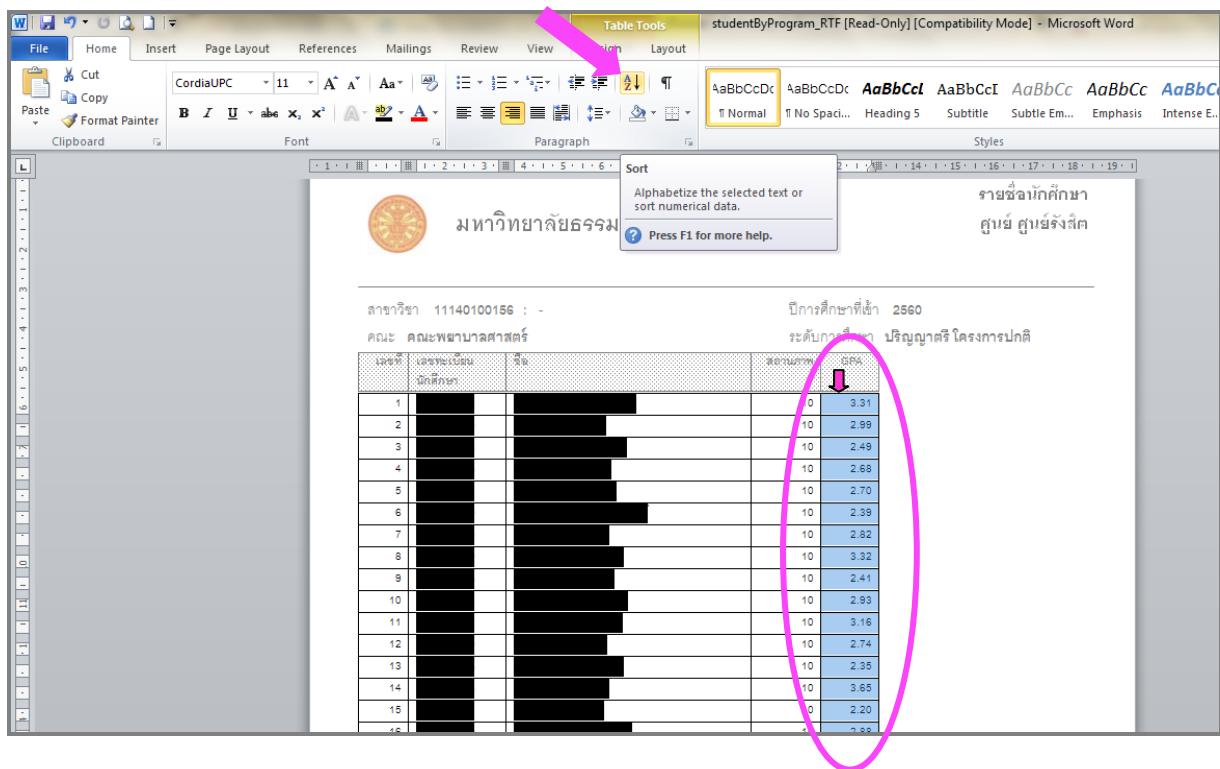 studentByProgram_RTF [Read-Only] [Compatibility Mode] - Microsoft Word
Table Tools
File Home Insert Page Layout References Mailings Review View Layout
Cut
Copy
Format Painter
Paste
Clipboard
CordiaUPC 11
Font
Paragraph
AaBbCcDc AaBbCcDc AaBbCcL AaBbCcI AaBbCc AaBbCc AaBbCc
¶ Normal ¶ No Spaci... Heading 5 Subtitle Subtle Em... Emphasis Intense E...
Styles
Sort
Alphabetize the selected text or
sort numerical data.
Press F1 for more help.
รายชื่อนักศึกษา
มหาวิทยาลัยธรรม ศูนย์ ศูนย์รังสิต
สาขาวิชา 11140100156 : - ปีการศึกษาที่เข้า 2560
คณะ คณะพยาบาลศาสตร์ ระดับการศึกษา ปริญญาตรี โครงการปกติ
เลขที่ เลขทะเบียน ชื่อ สถานภาพ GPA
นักศึกษา
1 10 3.31
2 10 2.99
3 10 2.49
4 10 2.68
5 10 2.70
6 10 2.39
7 10 2.82
8 10 3.32
9 10 2.41
10 10 2.93
11 10 3.16
12 10 2.74
13 10 2.35
14 10 3.65
15 10 2.20